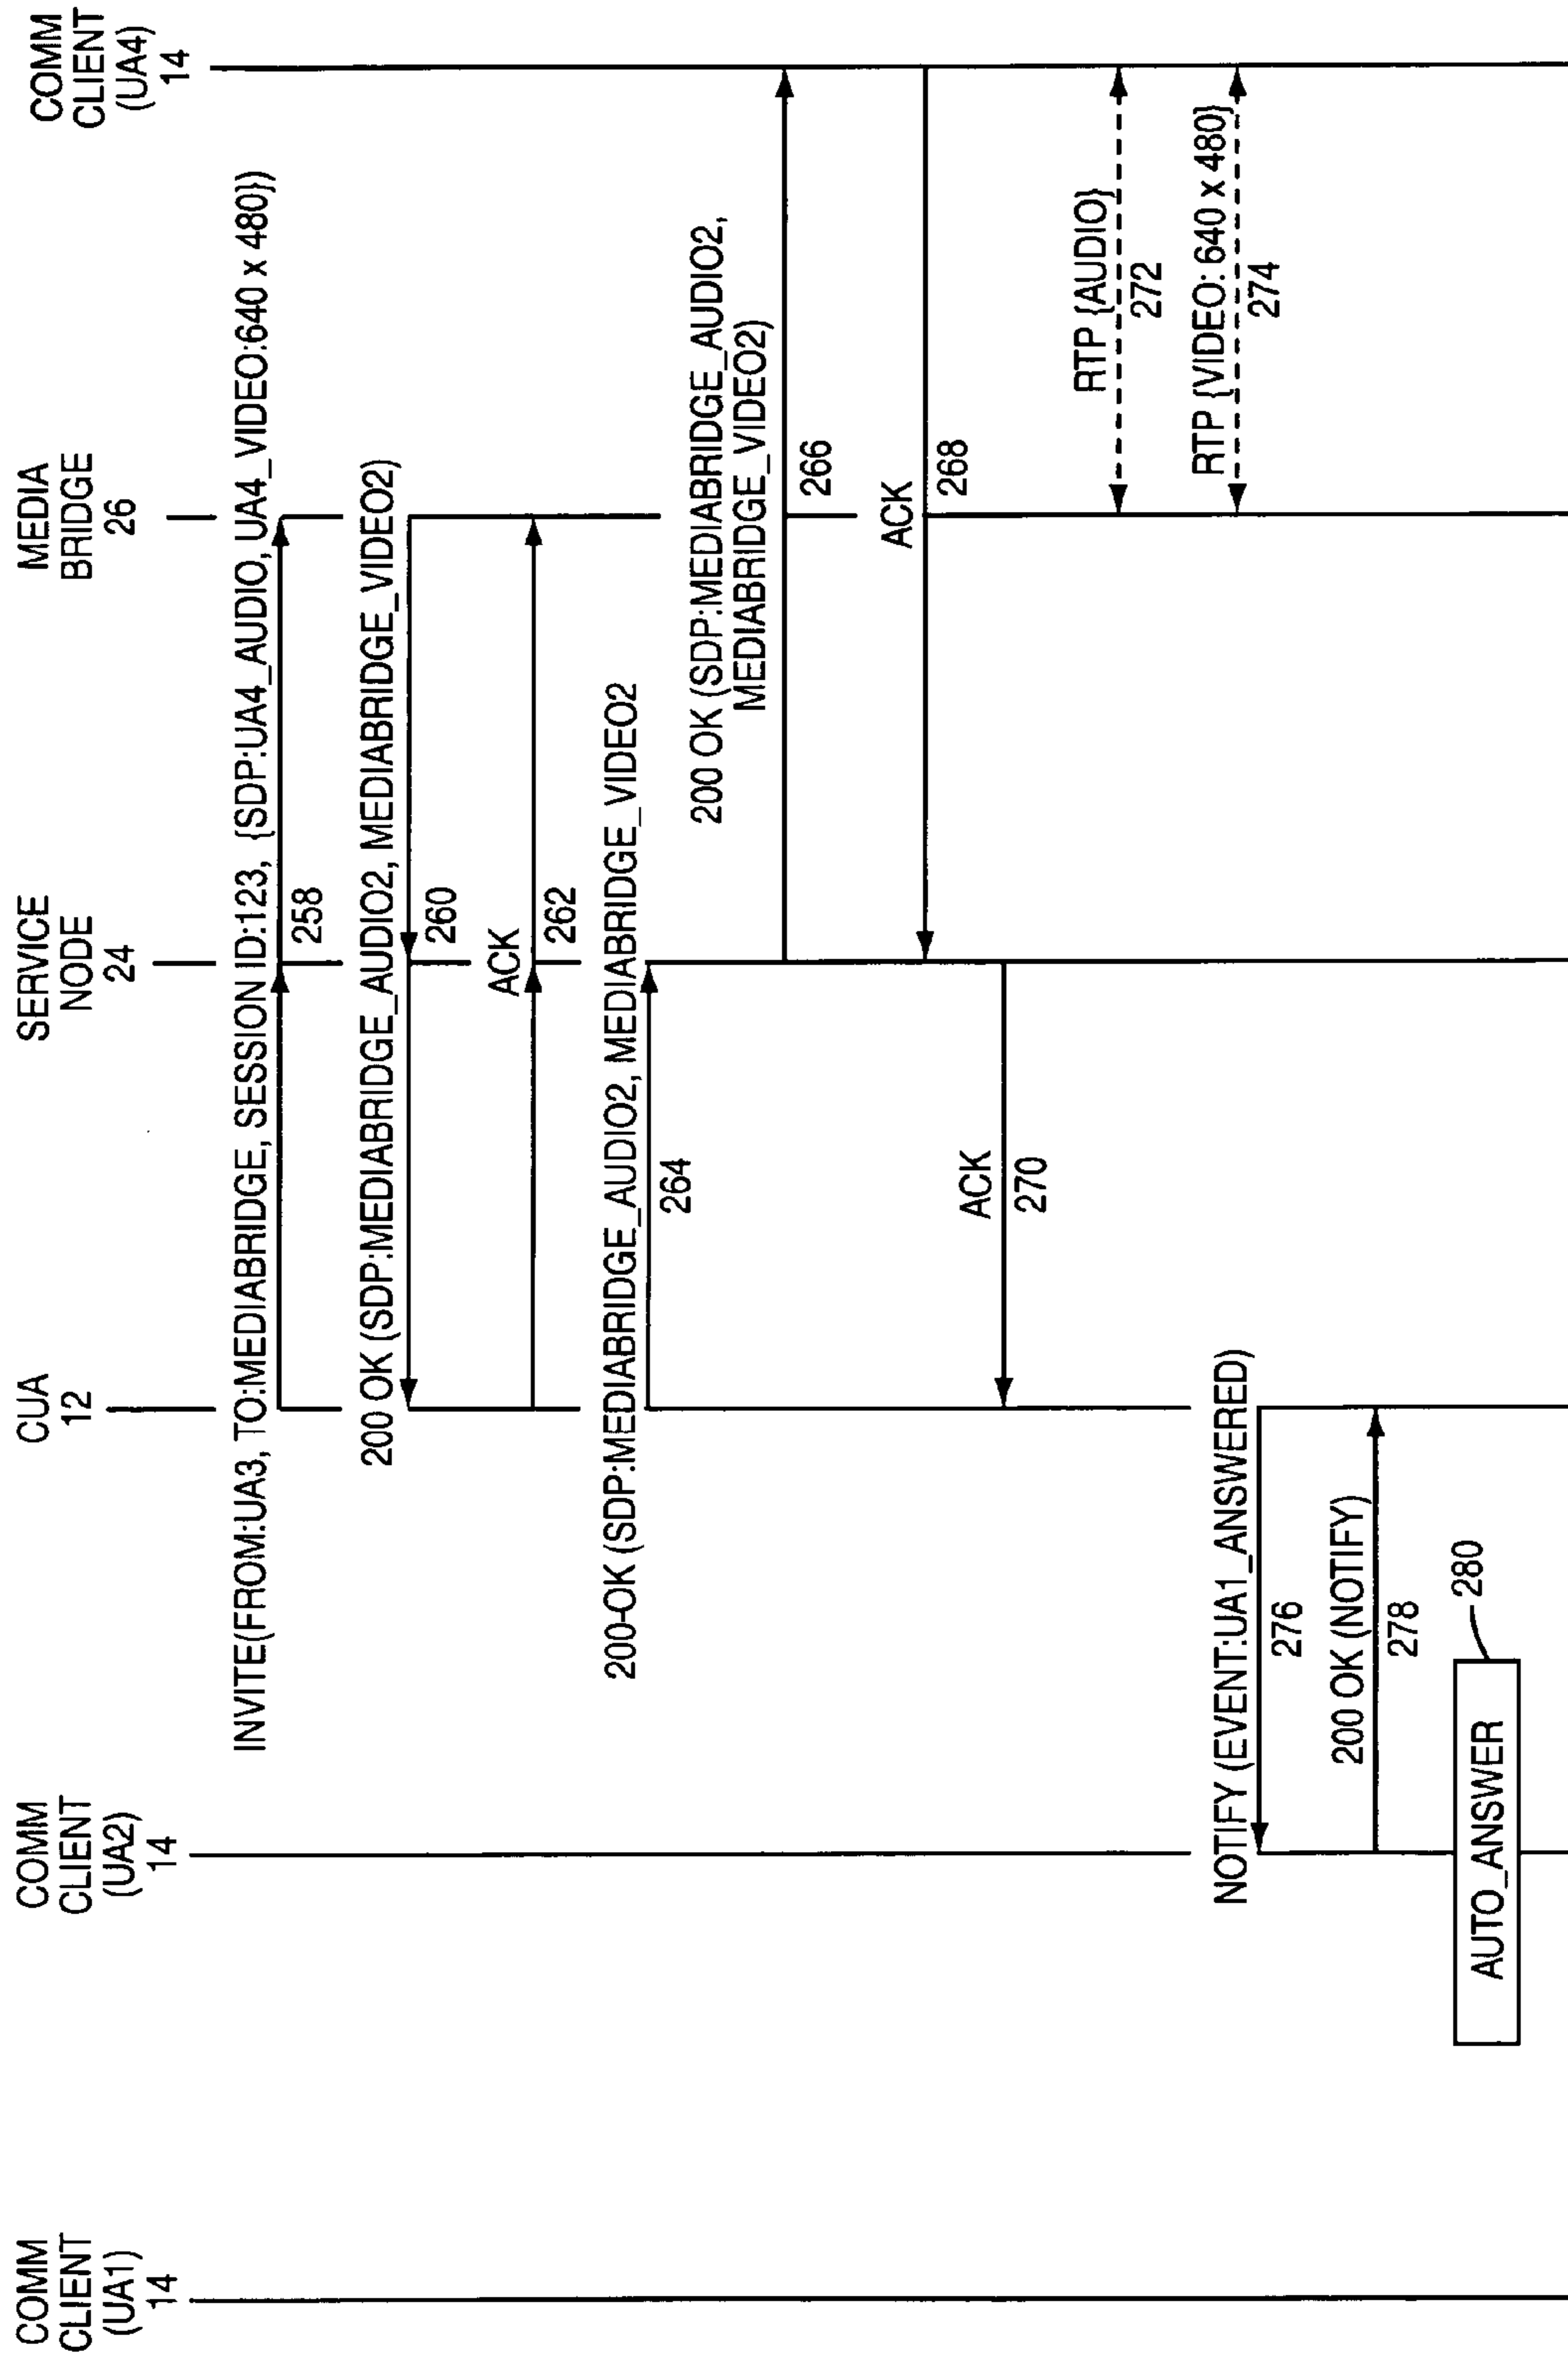 COMM
CLIENT
(UA1)
14
COMM
CLIENT
(UA2)
14
CUA
12
SERVICE
NODE
24
MEDIA
BRIDGE
26
COMM
CLIENT
(UA4)
14
INVITE(FROM:UA3, TO:MEDIABRIDGE, SESSION ID:123, {SDP:UA4_AUDIO, UA4_VIDEO:640 x 480})
258
200 OK (SDP:MEDIABRIDGE_AUDIO2, MEDIABRIDGE_VIDEO2)
260
ACK
262
200-OK (SDP:MEDIABRIDGE_AUDIO2, MEDIABRIDGE_VIDEO2
264
200 OK (SDP:MEDIABRIDGE_AUDIO2,
MEDIABRIDGE_VIDEO2)
266
ACK
268
ACK
270
RTP {AUDIO}
272
RTP {VIDEO: 640 x 480}
274
NOTIFY (EVENT:UA1_ANSWERED)
276
200 OK (NOTIFY)
278
AUTO_ANSWER
280